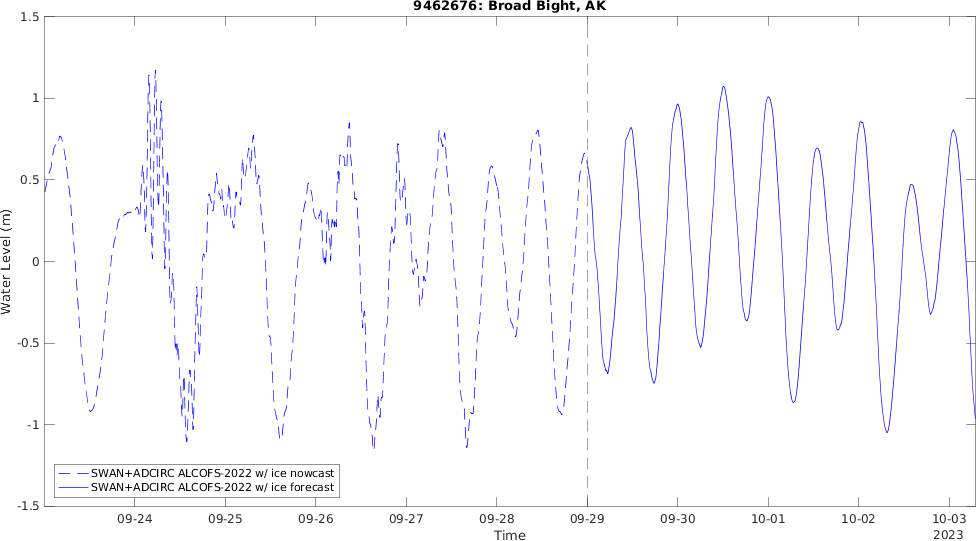 9462676: Broad Bight, AK
1.5
1
0.5
0
-0.5
-1
-1.5
Water Level (m)
SWAN+ADCIRC ALCOFS-2022 w/ ice nowcast
SWAN+ADCIRC ALCOFS-2022 w/ ice forecast
09-24 09-25 09-26 09-27 09-28 09-29 09-30 10-01 10-02 10-03
2023
Time